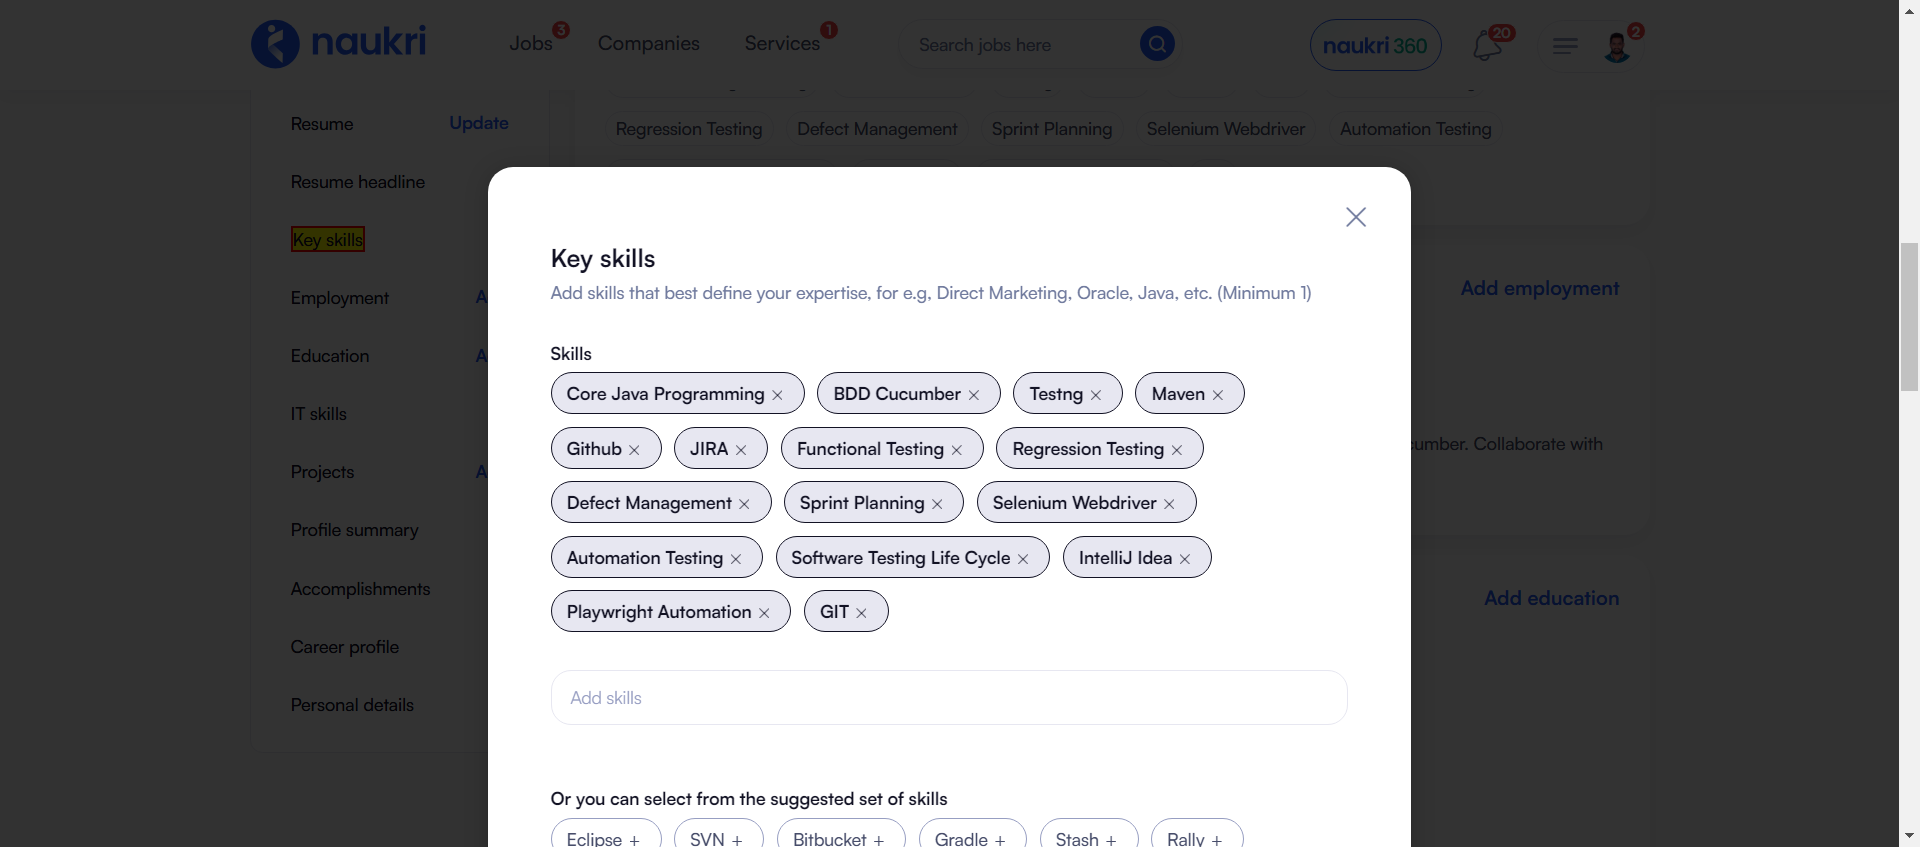 naukri
Jobs 3 Companies Services 1 Search jobs here naukri 360 20 2
Resume Update
Regression Testing Defect Management Sprint Planning Selenium Webdriver Automation Testing
Resume headline
Key skills
Employment
Education
IT skills
Projects
Profile summary
Accomplishments
Career profile
Personal details
Key skills
Add skills that best define your expertise, for e.g, Direct Marketing, Oracle, Java, etc. (Minimum 1)
Skills
Core Java Programming × BDD Cucumber × Testng × Maven ×
Github × JIRA × Functional Testing × Regression Testing ×
Defect Management × Sprint Planning × Selenium Webdriver ×
Automation Testing × Software Testing Life Cycle × IntelliJ Idea ×
Playwright Automation × GIT ×
Add skills
Or you can select from the suggested set of skills
Eclipse + SVN + Bitbucket + Gradle + Stash + Rally +
Add employment
Collaborate with
Add education